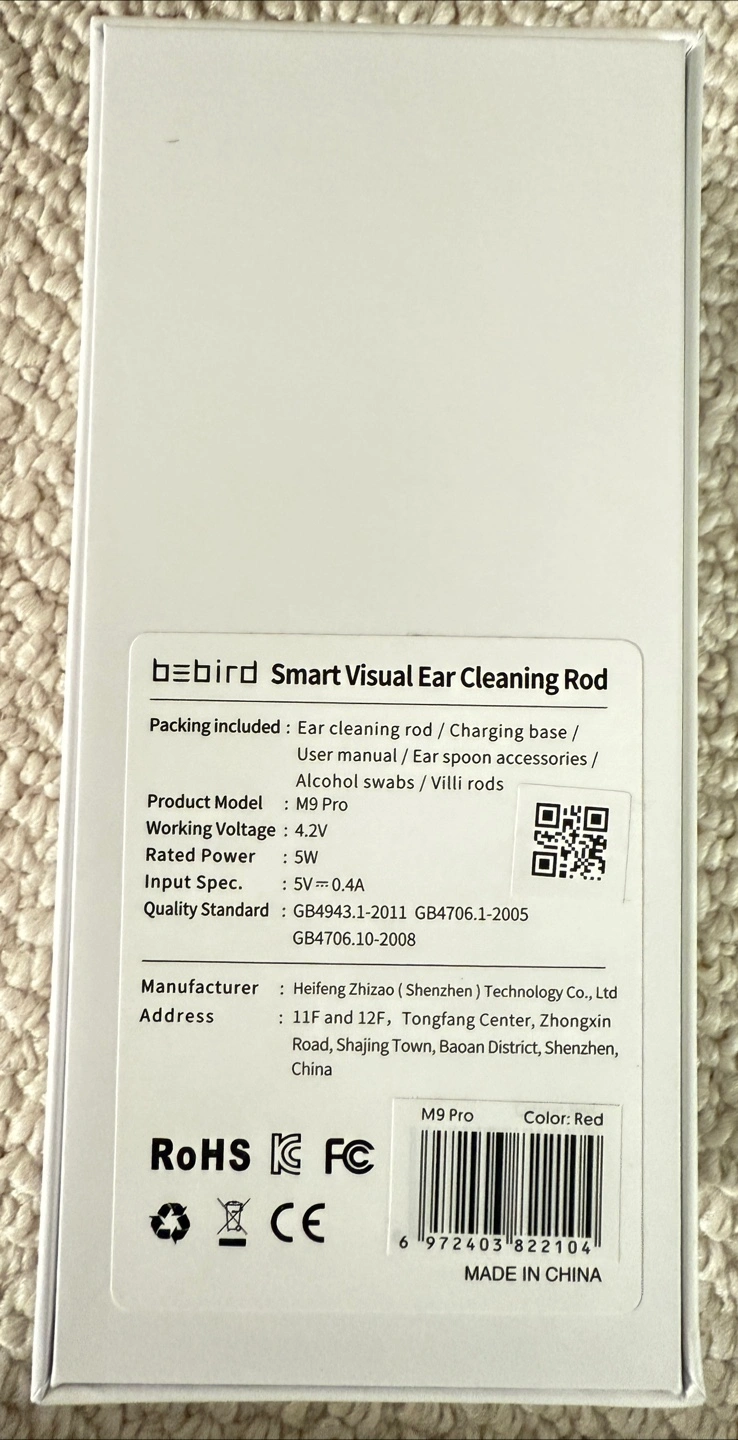 bebird Smart Visual Ear Cleaning Rod
Packing included : Ear cleaning rod / Charging base /
User manual / Ear spoon accessories /
Alcohol swabs / Villi rods
Product Model : M9 Pro
Working Voltage : 4.2V
Rated Power : 5W
Input Spec. : 5V⎓0.4A
Quality Standard : GB4943.1-2011 GB4706.1-2005
GB4706.10-2008
Manufacturer : Heifeng Zhizao ( Shenzhen ) Technology Co., Ltd
Address : 11F and 12F，Tongfang Center, Zhongxin
Road, Shajing Town, Baoan District, Shenzhen,
China
M9 Pro Color: Red
RoHS KC FC
CE
6 972403 822104
MADE IN CHINA